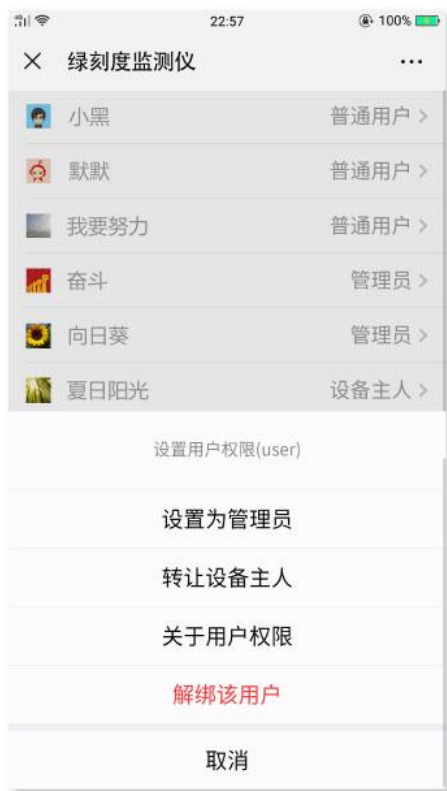 22:57 100%
绿刻度监测仪
小黑 普通用户
默默 普通用户
我要努力 普通用户
奋斗 管理员
向日葵 管理员
夏日阳光 设备主人
设置用户权限(user)
设置为管理员
转让设备主人
关于用户权限
解绑该用户
取消